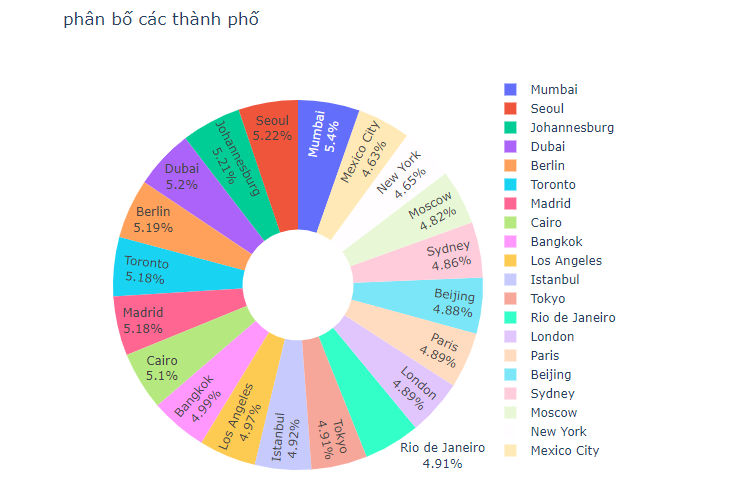 phân bố các thành phố
Mumbai
5.4%
Mexico City
4.63%
New York
4.65%
Moscow
4.82%
Sydney
4.86%
Beijing
4.88%
Paris
4.89%
London
4.89%
Rio de Janeiro
4.91%
Tokyo
4.91%
Istanbul
4.92%
Los Angeles
4.97%
Bangkok
4.99%
Cairo
5.1%
Madrid
5.18%
Toronto
5.18%
Berlin
5.19%
Dubai
5.2%
Johannesburg
5.21%
Seoul
5.22%
Mumbai
Seoul
Johannesburg
Dubai
Berlin
Toronto
Madrid
Cairo
Bangkok
Los Angeles
Istanbul
Tokyo
Rio de Janeiro
London
Paris
Beijing
Sydney
Moscow
New York
Mexico City